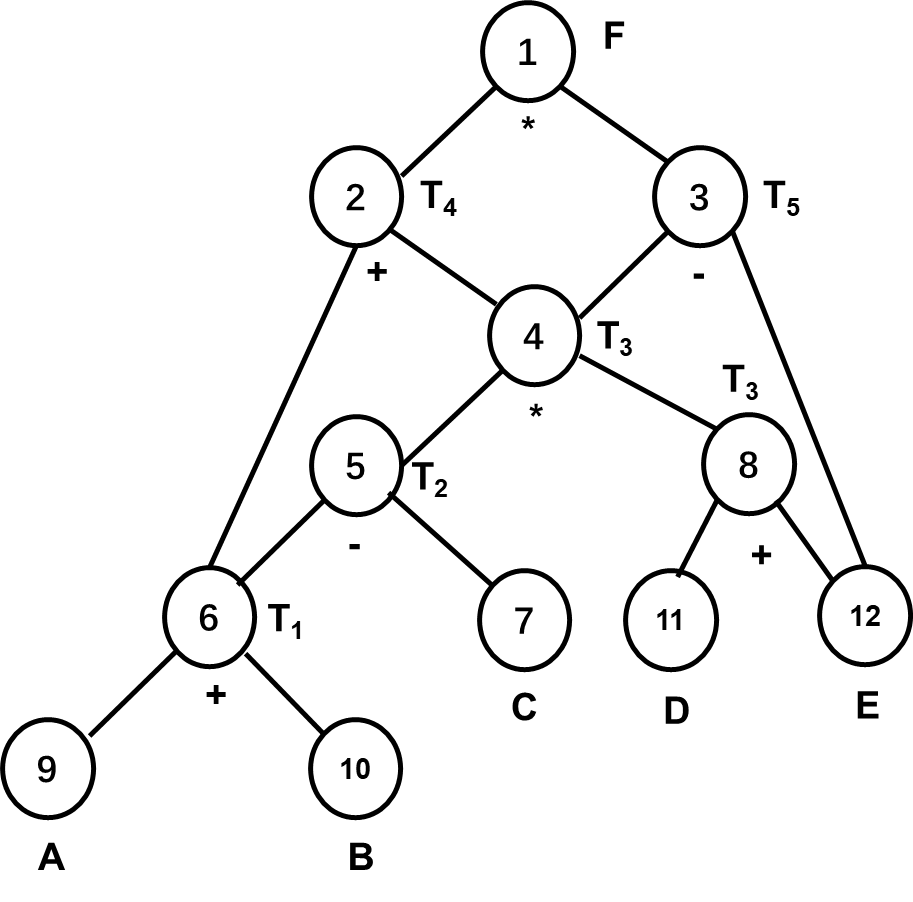 1 F
*
2 T₄ 3 T₅
+ -
4 T₃
* T₃
5 T₂ 8
- +
6 T₁ 7 11 12
+ C D E
9 10
A B